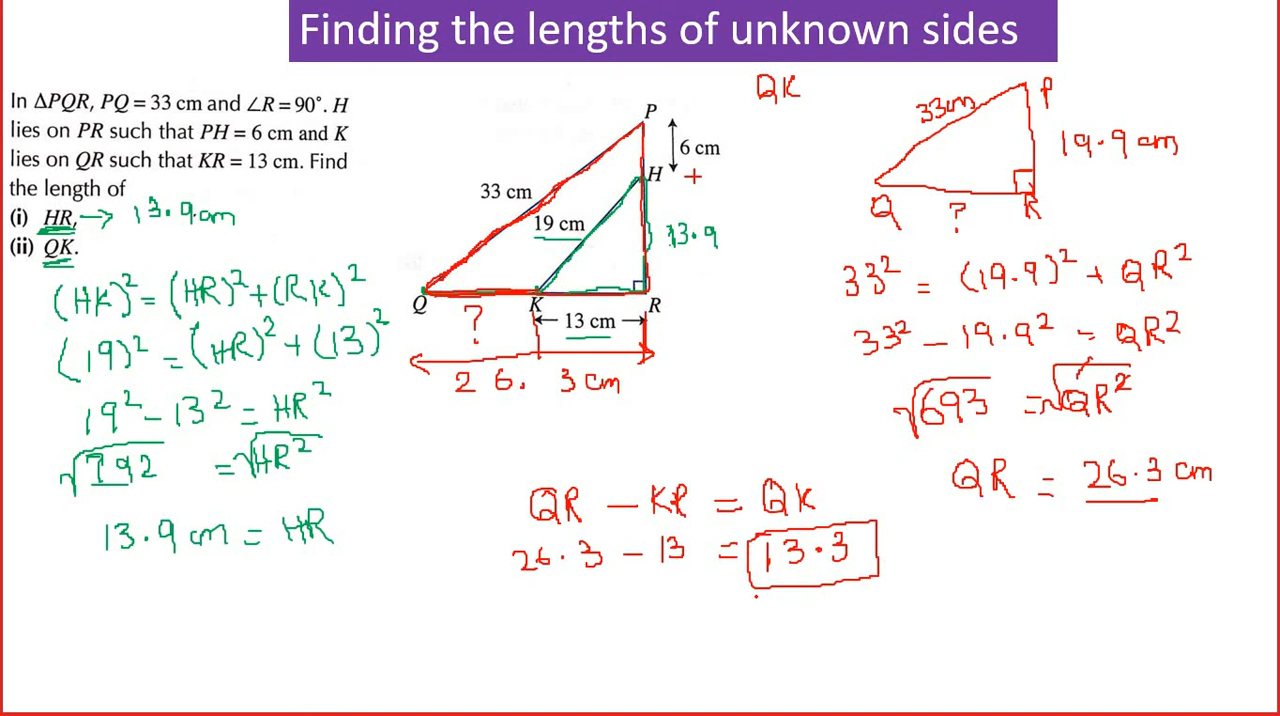 Finding the lengths of unknown sides
In ΔPQR, PQ = 33 cm and ∠R = 90°. H
lies on PR such that PH = 6 cm and K
lies on QR such that KR = 13 cm. Find
the length of
(i) HR, → 13.9 cm
(ii) QK.
(HK)² = (HR)² + (RK)²
(19)² = (HR)² + (13)²
19² − 13² = HR²
√792 = √HR²
13.9 cm = HR
P
6 cm
H +
33 cm
19 cm
13.9
Q K R
? 13 cm
26.3 cm
QR − KR = QK
26.3 − 13 = 13.3
QK
P
33cm
19.9 cm
Q ? R
33² = (19.9)² + QR²
33² − 19.9² = QR²
√693 = √QR²
QR = 26.3 cm